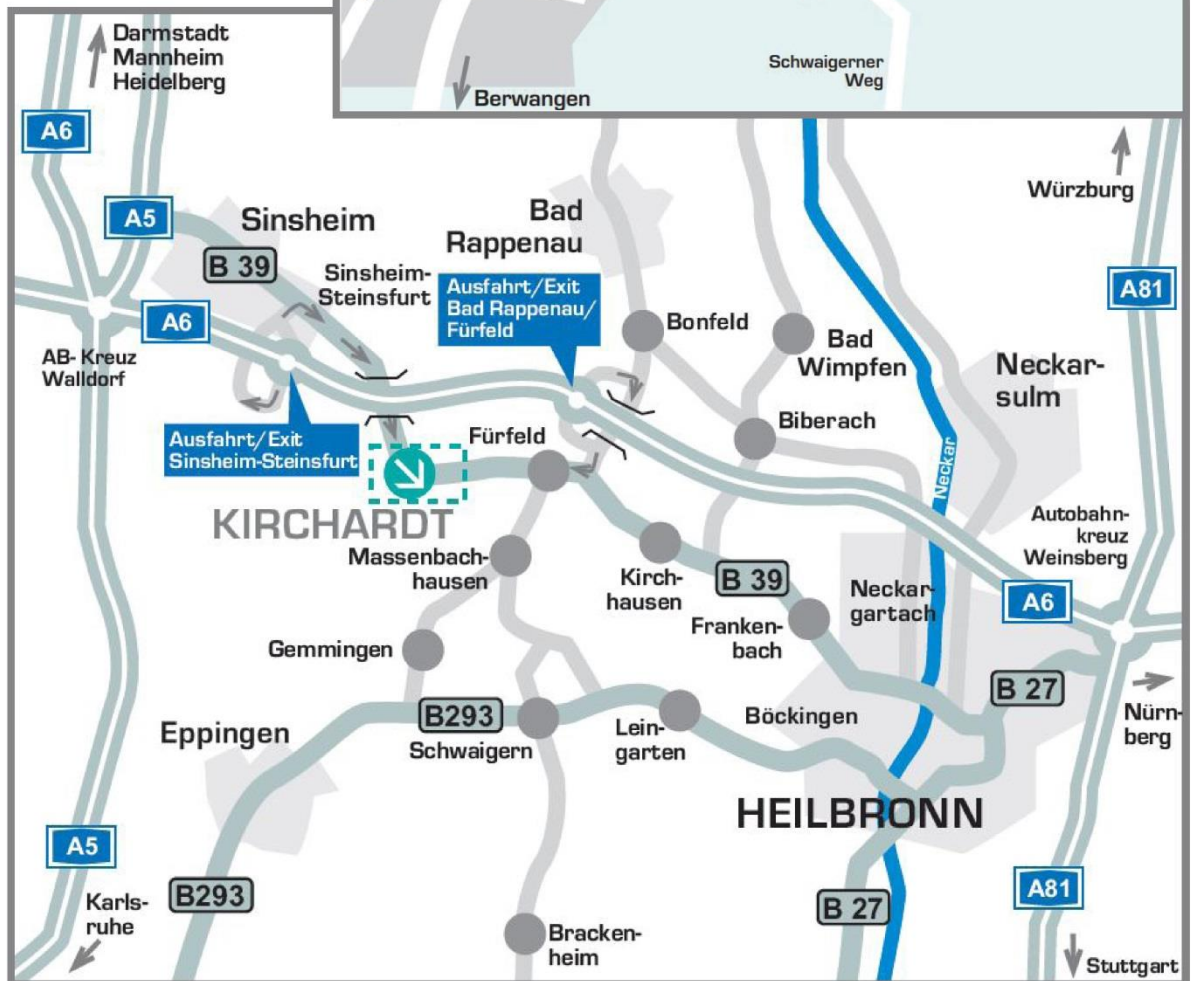 Darmstadt
Mannheim
Heidelberg
Schwaigerner
Weg
Berwangen
A6
A5
Sinsheim
B 39
Sinsheim-
Steinsfurt
Bad
Rappenau
Würzburg
A81
Ausfahrt/Exit
Bad Rappenau/
Fürfeld
A6
AB- Kreuz
Walldorf
Bonfeld
Bad
Wimpfen
Neckar-
sulm
Ausfahrt/Exit
Sinsheim-Steinsfurt
Fürfeld
Biberach
Neckar
KIRCHARDT
Massenbach-
hausen
Kirch-
hausen
B 39
Autobahn-
kreuz
Weinsberg
Neckar-
gartach
A6
Franken-
bach
Gemmingen
B 27
Nürn-
berg
Eppingen
B293
Schwaigern
Lein-
garten
Böckingen
HEILBRONN
A5
B293
Karls-
ruhe
Bracken-
heim
B 27
A81
Stuttgart